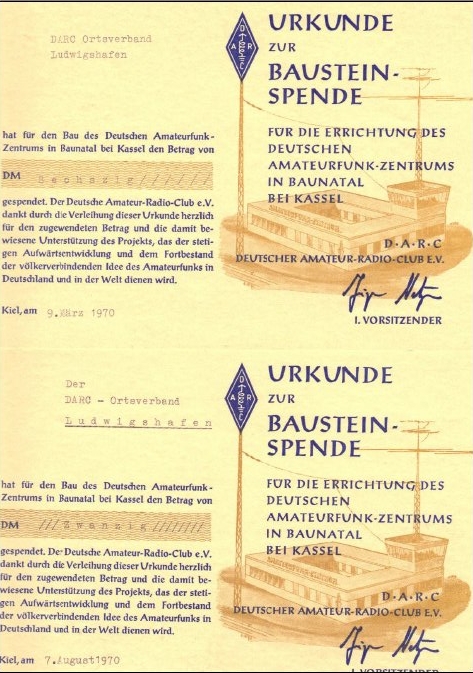 DARC Ortsverband
Ludwigshafen
hat für den Bau des Deutschen Amateurfunk-
Zentrums in Baunatal bei Kassel den Betrag von
DM Sechszig///////
gespendet. Der Deutsche Amateur-Radio-Club e.V.
dankt durch die Verleihung dieser Urkunde herzlich
für den zugewendeten Betrag und die damit be-
wiesene Unterstützung des Projekts, das der steti-
gen Aufwärtsentwicklung und dem Fortbestand
der völkerverbindenden Idee des Amateurfunks in
Deutschland und in der Welt dienen wird.
Kiel, am 9.März 1970
D
A R
C
URKUNDE
ZUR
BAUSTEIN-
SPENDE
FÜR DIE ERRICHTUNG DES
DEUTSCHEN
AMATEURFUNK-ZENTRUMS
IN BAUNATAL
BEI KASSEL
D·A·R·C
DEUTSCHER AMATEUR-RADIO-CLUB E.V.
1. VORSITZENDER
Der
DARC - Ortsverband
Ludwigshafen
hat für den Bau des Deutschen Amateurfunk-
Zentrums in Baunatal bei Kassel den Betrag von
DM ///Zwanzig////////
gespendet. Der Deutsche Amateur-Radio-Club e.V.
dankt durch die Verleihung dieser Urkunde herzlich
für den zugewendeten Betrag und die damit be-
wiesene Unterstützung des Projekts, das der steti-
gen Aufwärtsentwicklung und dem Fortbestand
der völkerverbindenden Idee des Amateurfunks in
Deutschland und in der Welt dienen wird.
Kiel, am 7.August1970
D
A R
C
URKUNDE
ZUR
BAUSTEIN-
SPENDE
FÜR DIE ERRICHTUNG DES
DEUTSCHEN
AMATEURFUNK-ZENTRUMS
IN BAUNATAL
BEI KASSEL
D·A·R·C
DEUTSCHER AMATEUR-RADIO-CLUB E.V.
1. VORSITZENDER